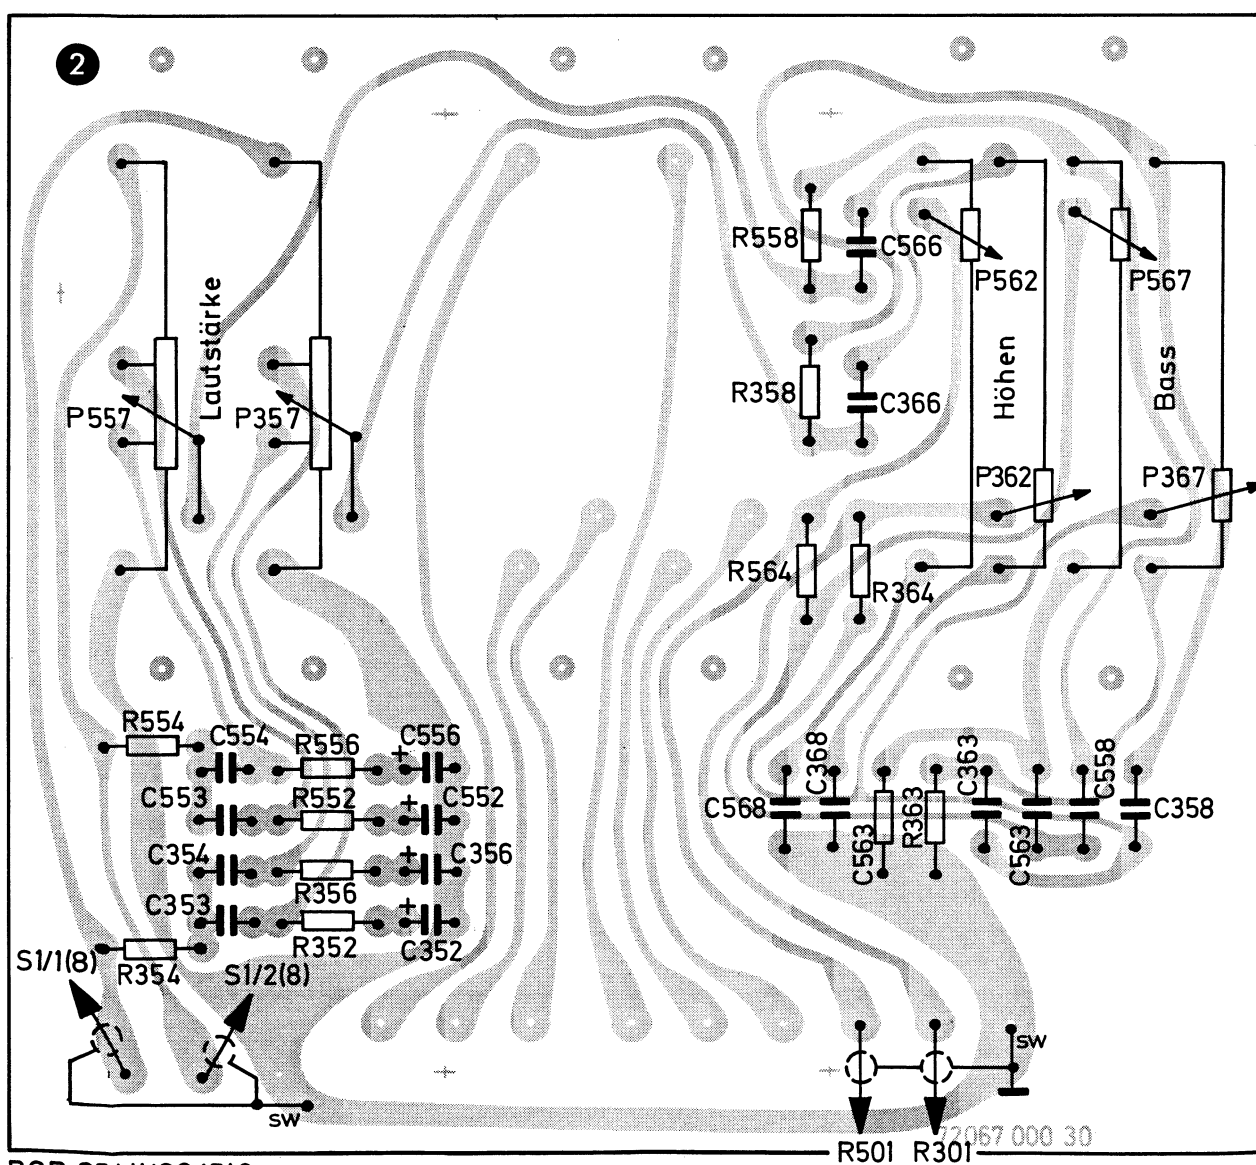 2
R558
C566
P562
P567
Lautstärke
P557
P357
R358
C366
Höhen
Bass
P362
P367
R564
R364
R554
C554
R556
+
C556
C553
R552
+
C552
C354
R356
+
C356
C353
R352
+
C352
R354
S1/1(8)
S1/2(8)
sw
C568
C368
C563
R363
C363
C563
C558
C358
sw
72067 000 30
R501
R301